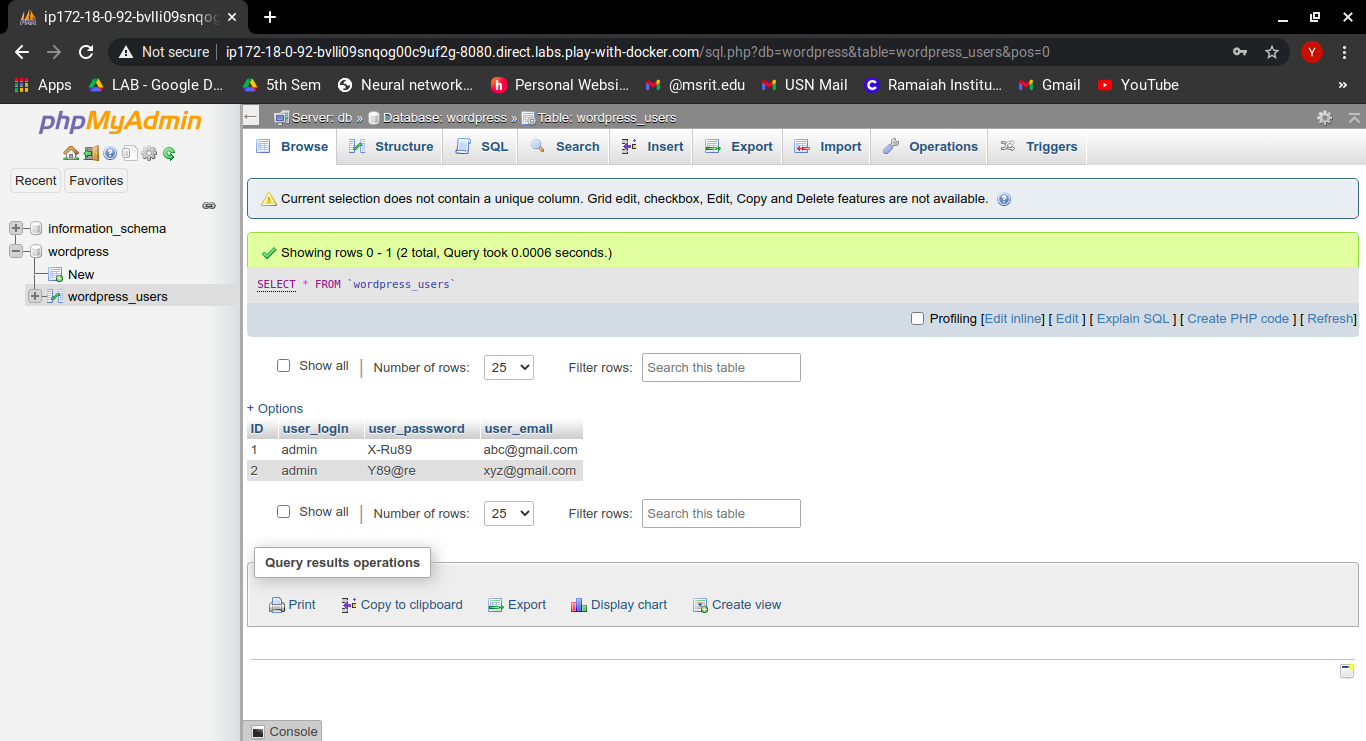 ip172-18-0-92-bvlli09snqog
Not secure ip172-18-0-92-bvlli09snqog00c9uf2g-8080.direct.labs.play-with-docker.com/sql.php?db=wordpress&table=wordpress_users&pos=0 Y
Apps LAB - Google D... 5th Sem Neural network... Personal Websi... @msrit.edu USN Mail Ramaiah Institu... Gmail YouTube »
phpMyAdmin
Recent Favorites
information_schema
wordpress
New
wordpress_users
Server: db » Database: wordpress » Table: wordpress_users
Browse Structure SQL Search Insert Export Import Operations Triggers
Current selection does not contain a unique column. Grid edit, checkbox, Edit, Copy and Delete features are not available.
Showing rows 0 - 1 (2 total, Query took 0.0006 seconds.)
SELECT * FROM `wordpress_users`
Profiling [Edit inline] [ Edit ] [ Explain SQL ] [ Create PHP code ] [ Refresh]
Show all | Number of rows: 25 Filter rows: Search this table
+ Options
ID user_login user_password user_email
1 admin X-Ru89 abc@gmail.com
2 admin Y89@re xyz@gmail.com
Show all | Number of rows: 25 Filter rows: Search this table
Query results operations
Print Copy to clipboard Export Display chart Create view
Console